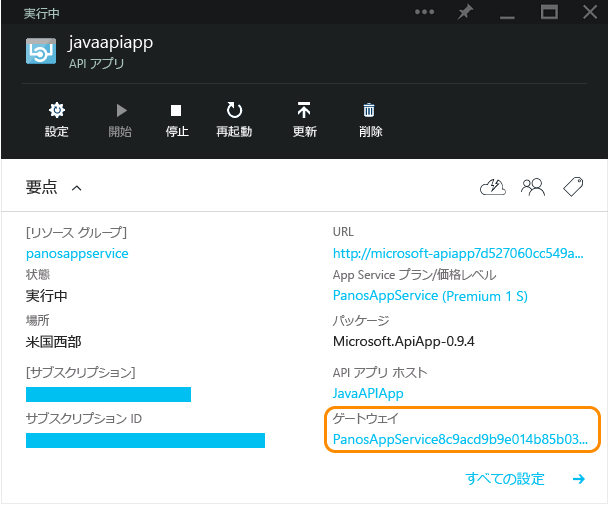 実行中
javaapiapp
API アプリ
設定 開始 停止 再起動 更新 削除
要点
[リソース グループ]
panosappservice
状態
実行中
場所
米国西部
[サブスクリプション]
サブスクリプション ID
URL
http://microsoft-apiapp7d527060cc549a...
App Service プラン/価格レベル
PanosAppService (Premium 1 S)
パッケージ
Microsoft.ApiApp-0.9.4
API アプリ ホスト
JavaAPIApp
ゲートウェイ
PanosAppService8c9acd9b9e014b85b03...
すべての設定